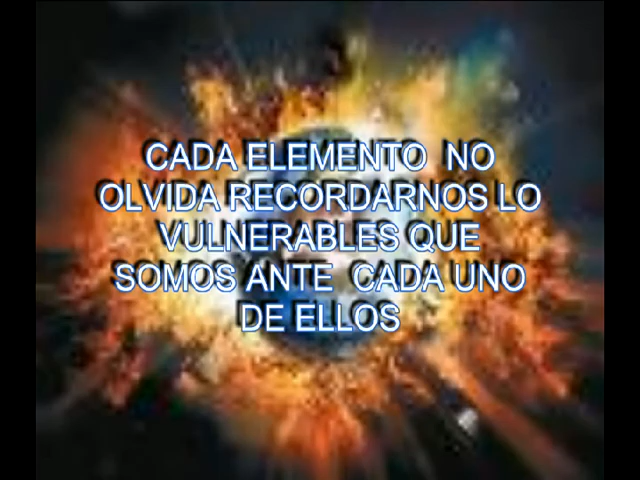 CADA ELEMENTO NO
OLVIDA RECORDARNOS LO
VULNERABLES QUE
SOMOS ANTE CADA UNO
DE ELLOS